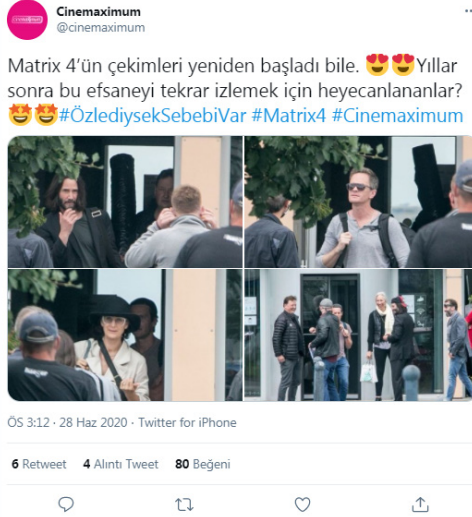 Cinemaximum
@cinemaximum
Matrix 4'ün çekimleri yeniden başladı bile. 😍😍Yıllar
sonra bu efsaneyi tekrar izlemek için heyecanlananlar?
🤩🤩#ÖzlediysekSebebiVar #Matrix4 #Cinemaximum
ÖS 3:12 · 28 Haz 2020 · Twitter for iPhone
6 Retweet 4 Alıntı Tweet 80 Beğeni